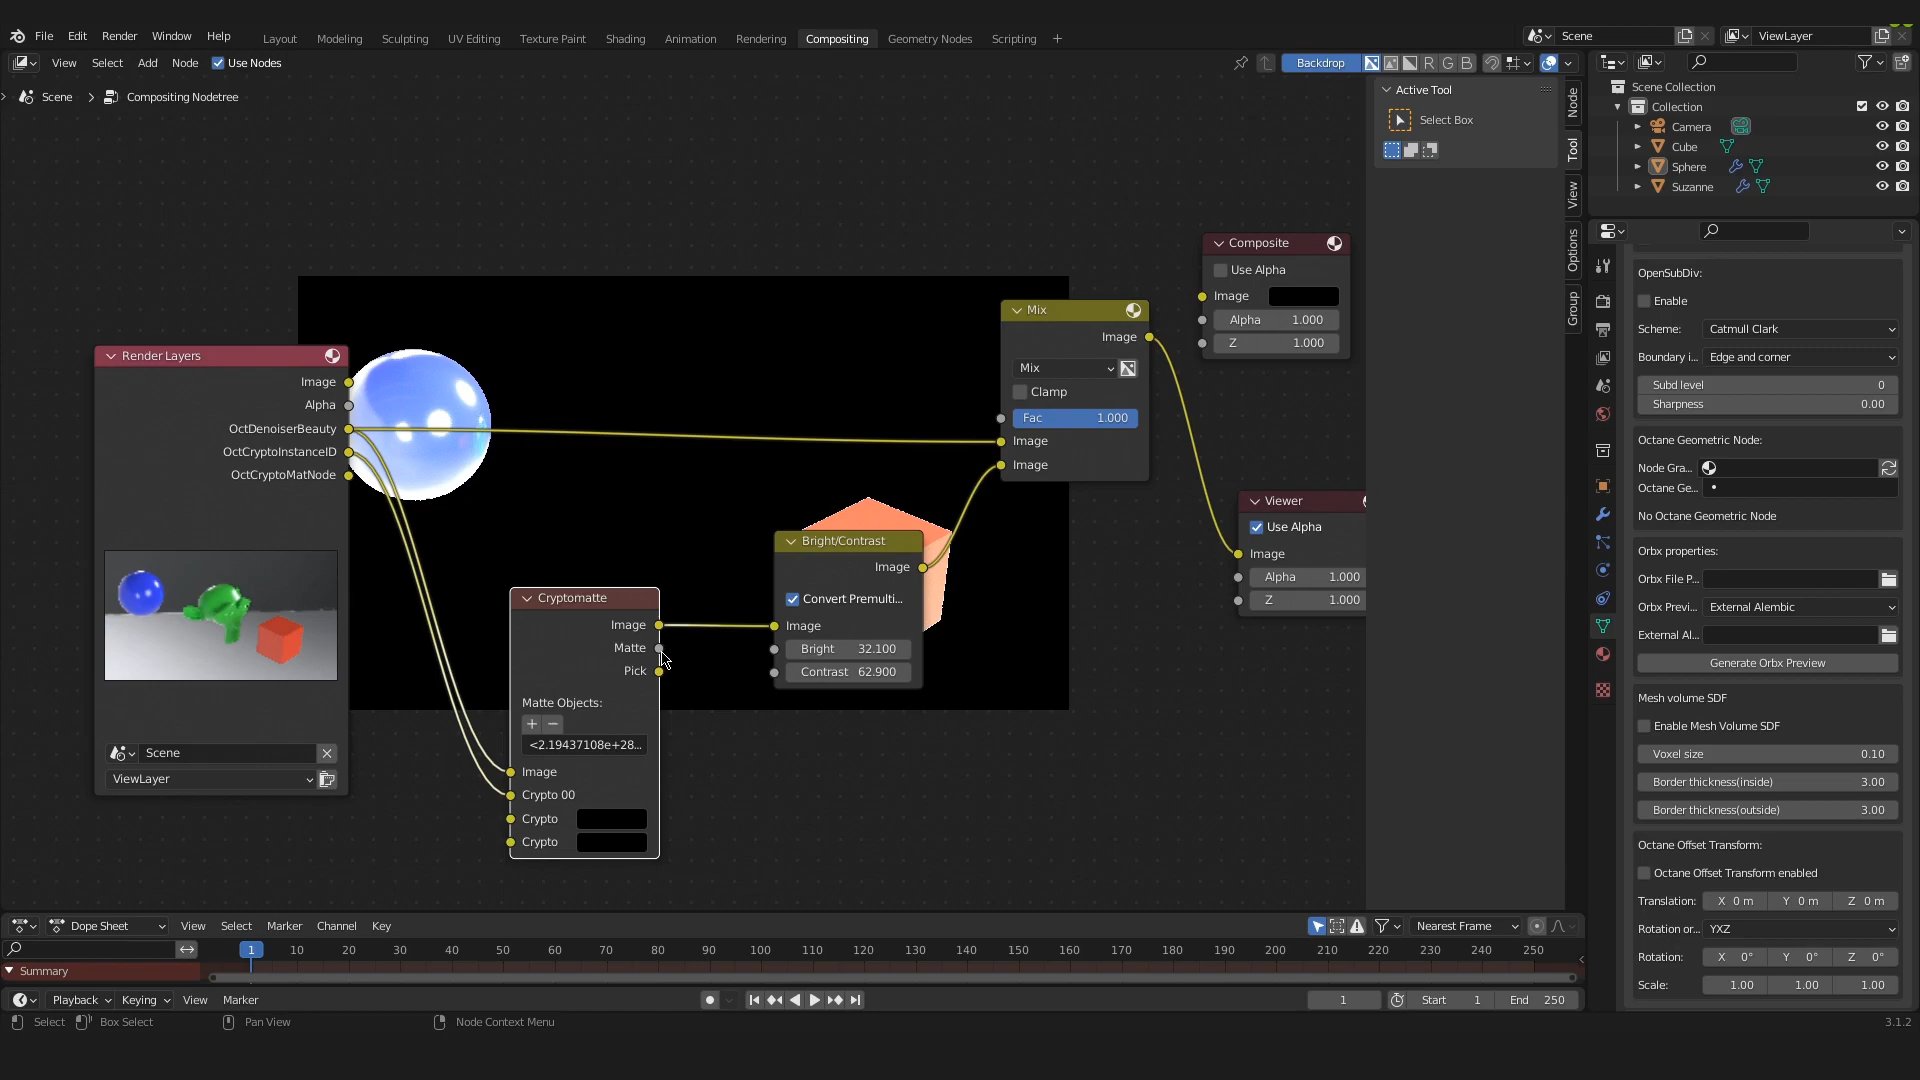 File Edit Render Window Help
Layout Modeling Sculpting UV Editing Texture Paint Shading Animation Rendering Compositing Geometry Nodes Scripting +
Scene
ViewLayer
View Select Add Node Use Nodes
Backdrop R G B
Scene > Compositing Nodetree
Active Tool
Select Box
Node
Tool
View
Options
Group
Scene Collection
Collection
Camera
Cube
Sphere
Suzanne
Render Layers
Image
Alpha
OctDenoiserBeauty
OctCryptoInstanceID
OctCryptoMatNode
Scene
ViewLayer
Cryptomatte
Image
Matte
Pick
Matte Objects:
+ −
<2.19437108e+28...
Image
Crypto 00
Crypto
Crypto
Bright/Contrast
Image
Convert Premulti...
Image
Bright 32.100
Contrast 62.900
Mix
Image
Mix
Clamp
Fac 1.000
Image
Image
Composite
Use Alpha
Image
Alpha 1.000
Z 1.000
Viewer
Use Alpha
Image
Alpha 1.000
Z 1.000
OpenSubDiv:
Enable
Scheme: Catmull Clark
Boundary i... Edge and corner
Subd level 0
Sharpness 0.00
Octane Geometric Node:
Node Gra...
Octane Ge...
No Octane Geometric Node
Orbx properties:
Orbx File P...
Orbx Previ... External Alembic
External Al...
Generate Orbx Preview
Mesh volume SDF
Enable Mesh Volume SDF
Voxel size 0.10
Border thickness(inside) 3.00
Border thickness(outside) 3.00
Octane Offset Transform:
Octane Offset Transform enabled
Translation: X 0 m Y 0 m Z 0 m
Rotation or... YXZ
Rotation: X 0° Y 0° Z 0°
Scale: 1.00 1.00 1.00
Dope Sheet View Select Marker Channel Key
Nearest Frame
1 10 20 30 40 50 60 70 80 90 100 110 120 130 140 150 160 170 180 190 200 210 220 230 240 250
Summary
Playback Keying View Marker
1 Start 1 End 250
Select Box Select Pan View Node Context Menu
3.1.2